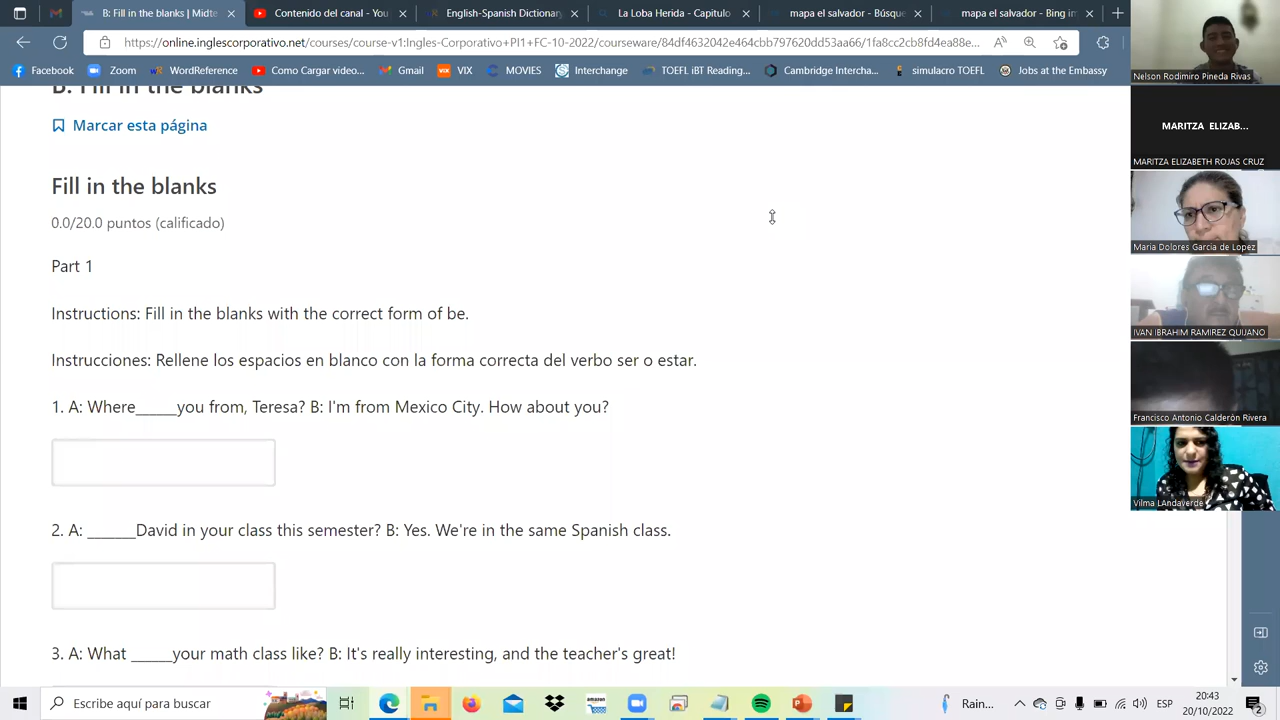 B: Fill in the blanks | Midte
Contenido del canal - You
English-Spanish Dictionary
La Loba Herida - Capitulo
mapa el salvador - Búsque
mapa el salvador - Bing im
https://online.inglescorporativo.net/courses/course-v1:Ingles-Corporativo+PI1+FC-10-2022/courseware/84df4632042e464cbb797620dd53aa66/1fa8cc2cb8fd4ea88e...
Facebook
Zoom
WordReference
Como Cargar video...
Gmail
VIX
MOVIES
Interchange
TOEFL iBT Reading...
Cambridge Intercha...
simulacro TOEFL
Jobs at the Embassy
B: Fill in the blanks
Marcar esta página
Fill in the blanks
0.0/20.0 puntos (calificado)
Part 1
Instructions: Fill in the blanks with the correct form of be.
Instrucciones: Rellene los espacios en blanco con la forma correcta del verbo ser o estar.
1. A: Where______you from, Teresa? B: I'm from Mexico City. How about you?
2. A: _______David in your class this semester? B: Yes. We're in the same Spanish class.
3. A: What ______your math class like? B: It's really interesting, and the teacher's great!
Nelson Rodimiro Pineda Rivas
MARITZA ELIZAB...
MARITZA ELIZABETH ROJAS CRUZ
Maria Dolores Garcia de Lopez
IVAN IBRAHIM RAMIREZ QUIJANO
Francisco Antonio Calderón Rivera
Vilma LAndaverde
Escribe aquí para buscar
Rain...
ESP
20:43
20/10/2022
2